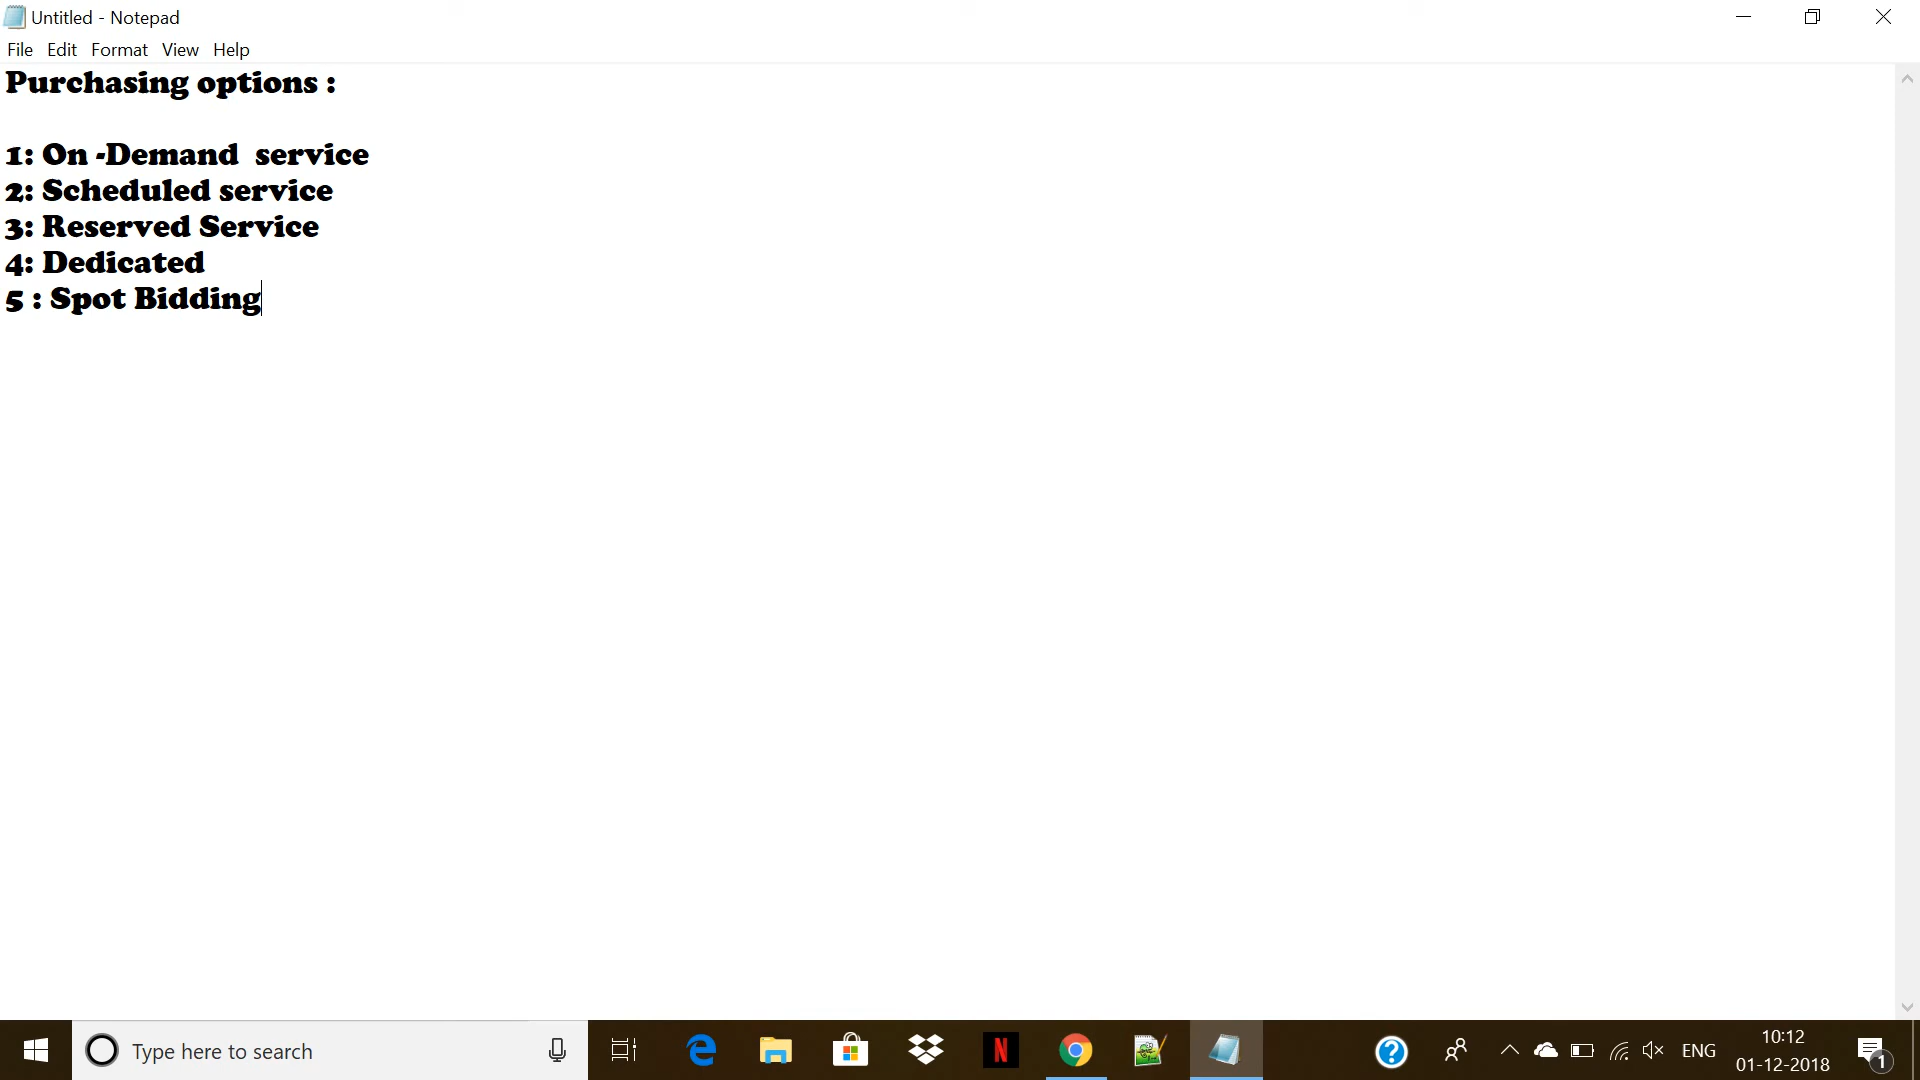 Untitled - Notepad
File Edit Format View Help
Purchasing options :
1: On -Demand  service
2: Scheduled service
3: Reserved Service
4: Dedicated
5 : Spot Bidding
Type here to search
N
?
ENG
10:12
01-12-2018
1